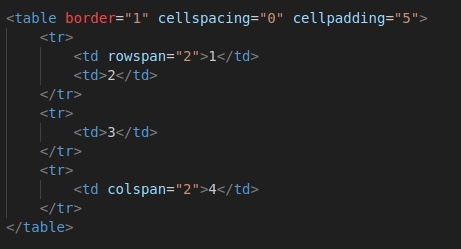 <table border="1" cellspacing="0" cellpadding="5">
    <tr>
        <td rowspan="2">1</td>
        <td>2</td>
    </tr>
    <tr>
        <td>3</td>
    </tr>
    <tr>
        <td colspan="2">4</td>
    </tr>
</table>